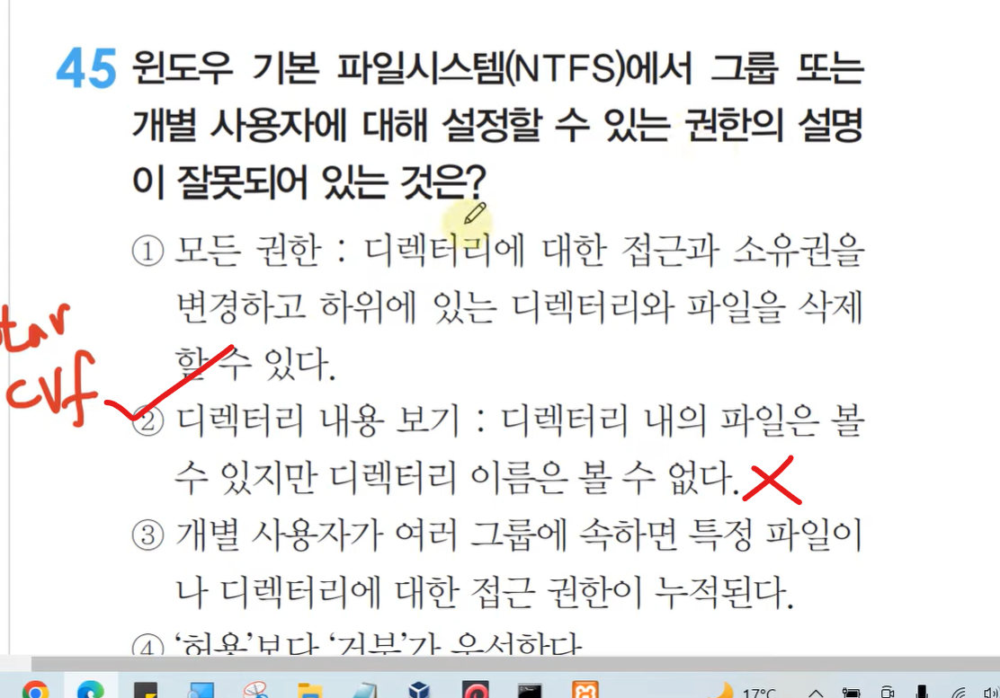 45 윈도우 기본 파일시스템(NTFS)에서 그룹 또는
개별 사용자에 대해 설정할 수 있는 권한의 설명
이 잘못되어 있는 것은?
① 모든 권한 : 디렉터리에 대한 접근과 소유권을
변경하고 하위에 있는 디렉터리와 파일을 삭제
할 수 있다.
tar
cvf
② 디렉터리 내용 보기 : 디렉터리 내의 파일은 볼
수 있지만 디렉터리 이름은 볼 수 없다.
③ 개별 사용자가 여러 그룹에 속하면 특정 파일이
나 디렉터리에 대한 접근 권한이 누적된다.
④ ‘허용’보다 ‘거부’가 우선한다
17°C